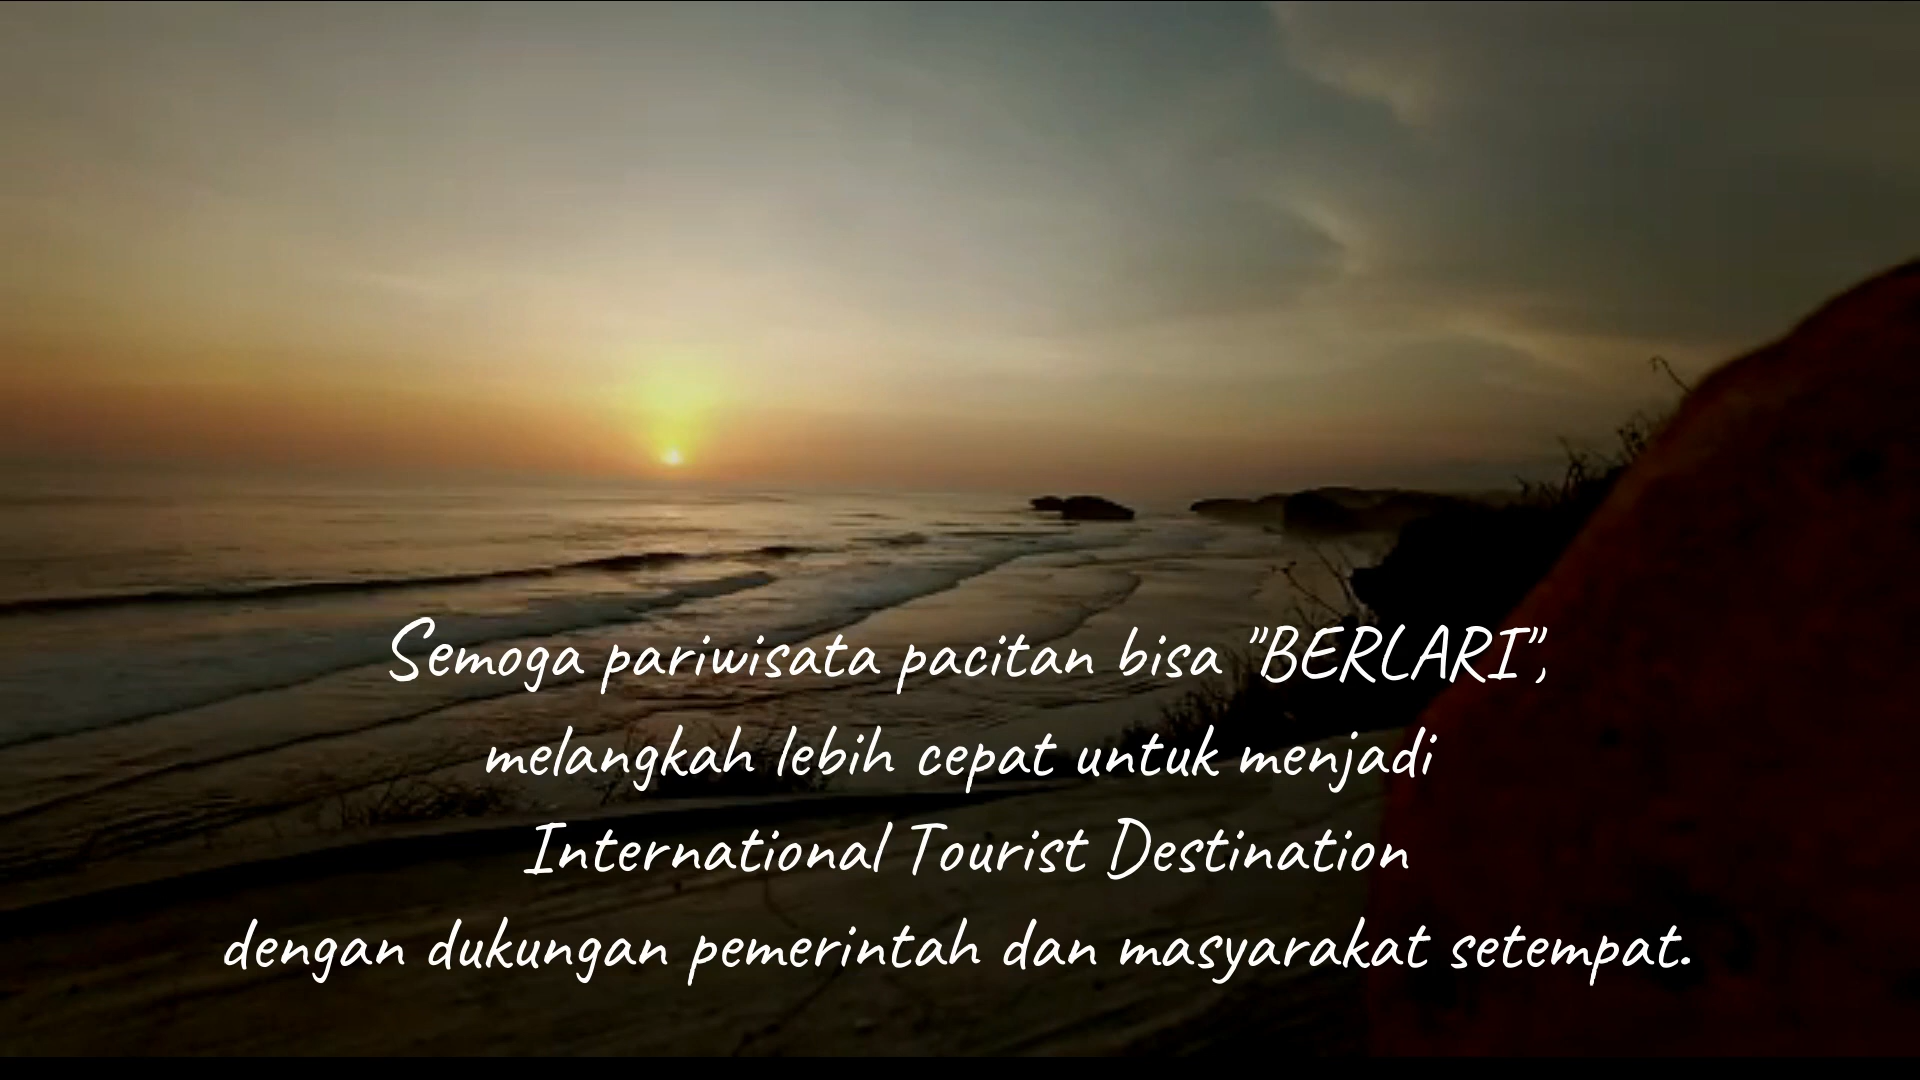 Semoga pariwisata pacitan bisa "BERLARI",
melangkah lebih cepat untuk menjadi
International Tourist Destination
dengan dukungan pemerintah dan masyarakat setempat.